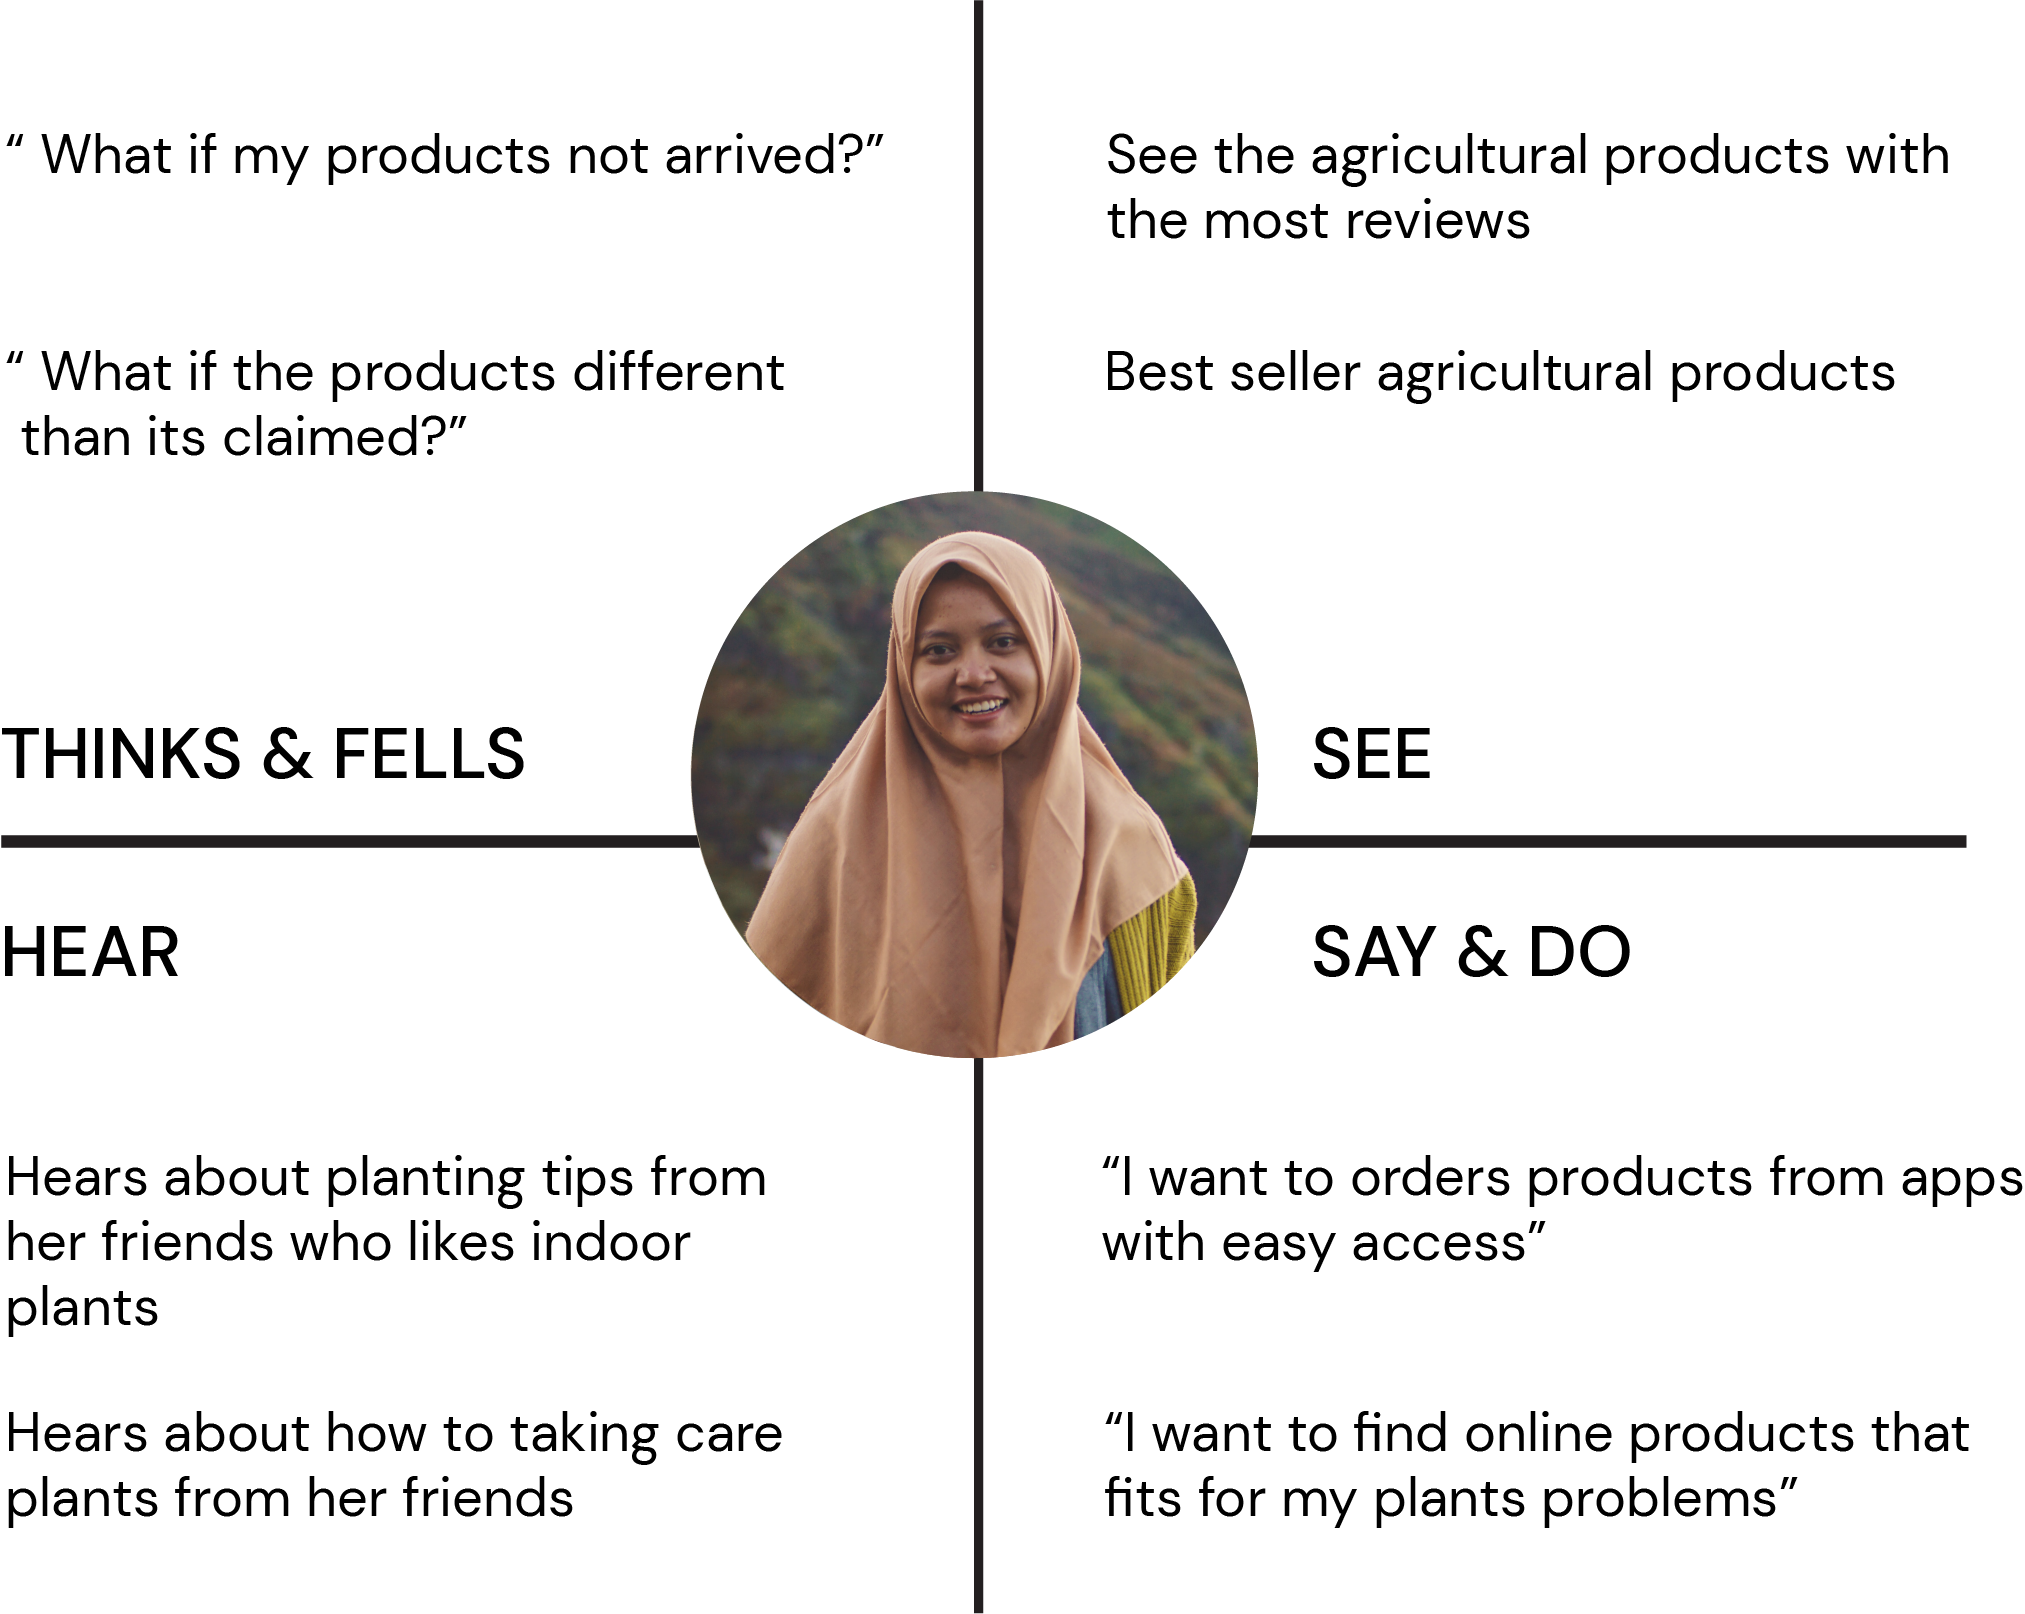 “ What if my products not arrived?”
“ What if the products different
than its claimed?”
THINKS & FELLS
See the agricultural products with
the most reviews
Best seller agricultural products
SEE
HEAR
Hears about planting tips from
her friends who likes indoor
plants
Hears about how to taking care
plants from her friends
SAY & DO
“I want to orders products from apps
with easy access”
“I want to find online products that
fits for my plants problems”